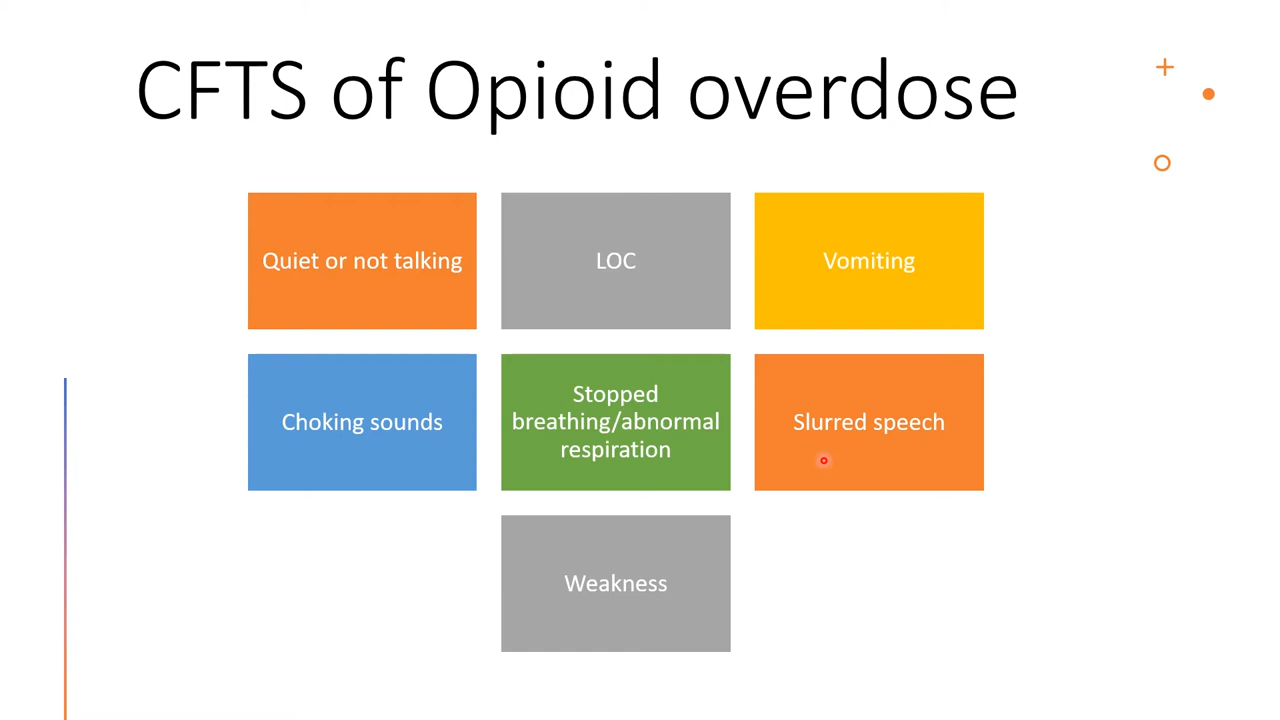 CFTS of Opioid overdose
Quiet or not talking
LOC
Vomiting
Choking sounds
Stopped
breathing/abnormal
respiration
Slurred speech
Weakness